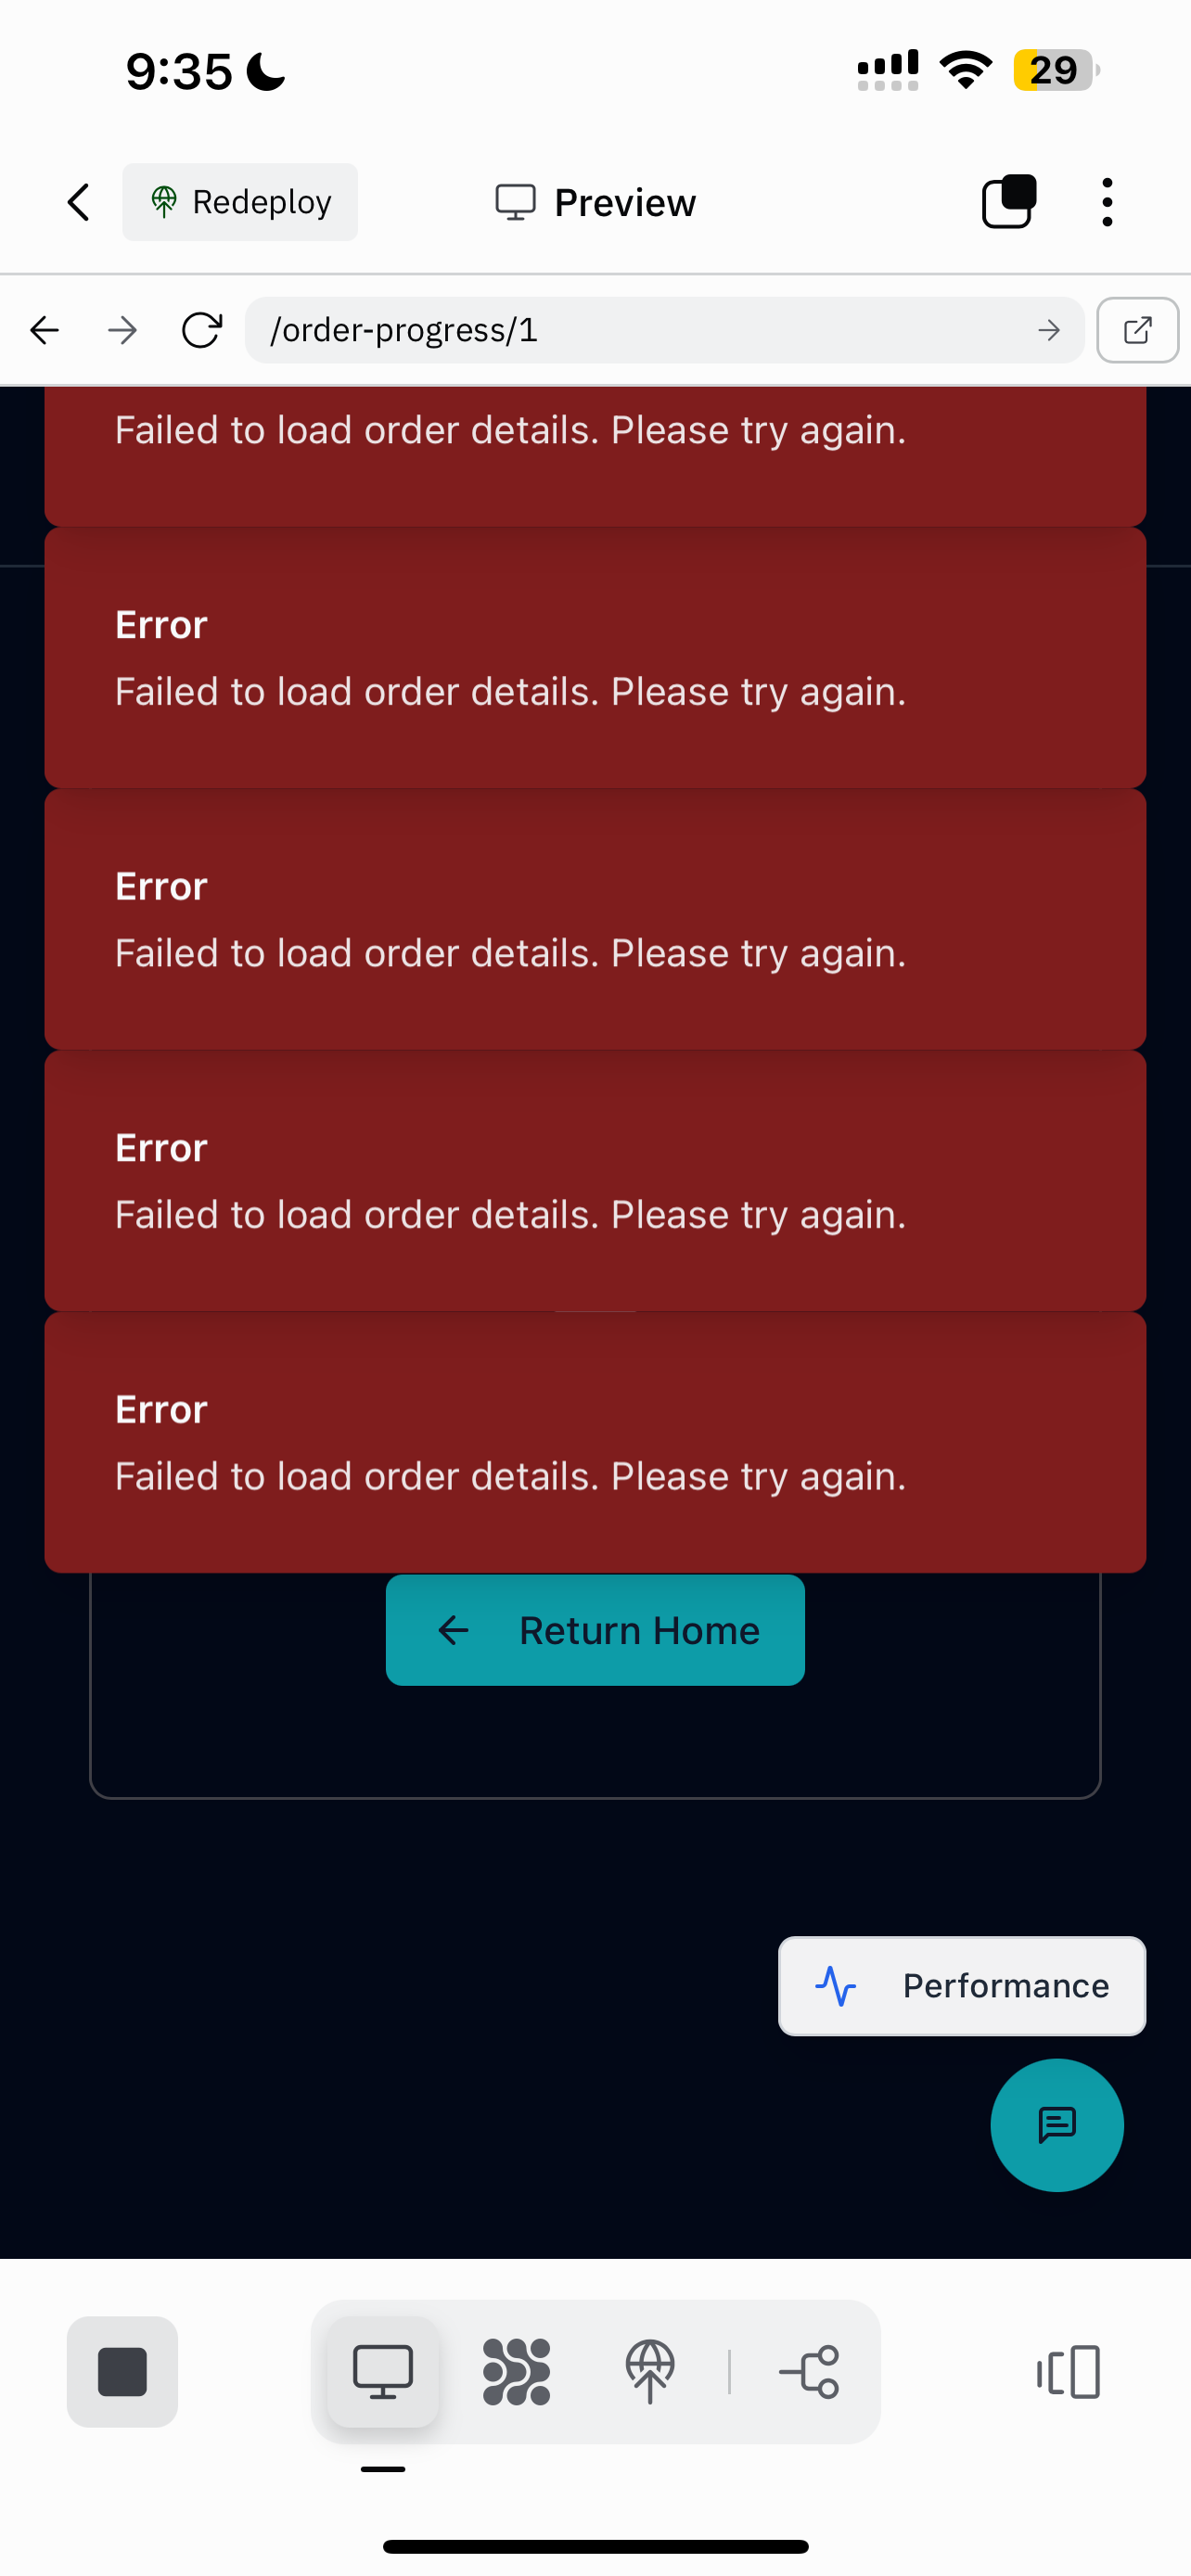 9:35
29
Redeploy
Preview
/order-progress/1
Failed to load order details. Please try again.
Error
Failed to load order details. Please try again.
Error
Failed to load order details. Please try again.
Error
Failed to load order details. Please try again.
Error
Failed to load order details. Please try again.
Return Home
Performance